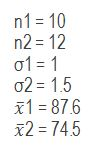 n1 = 10
n2 = 12
σ1 = 1
σ2 = 1.5
x̄1 = 87.6
x̄2 = 74.5